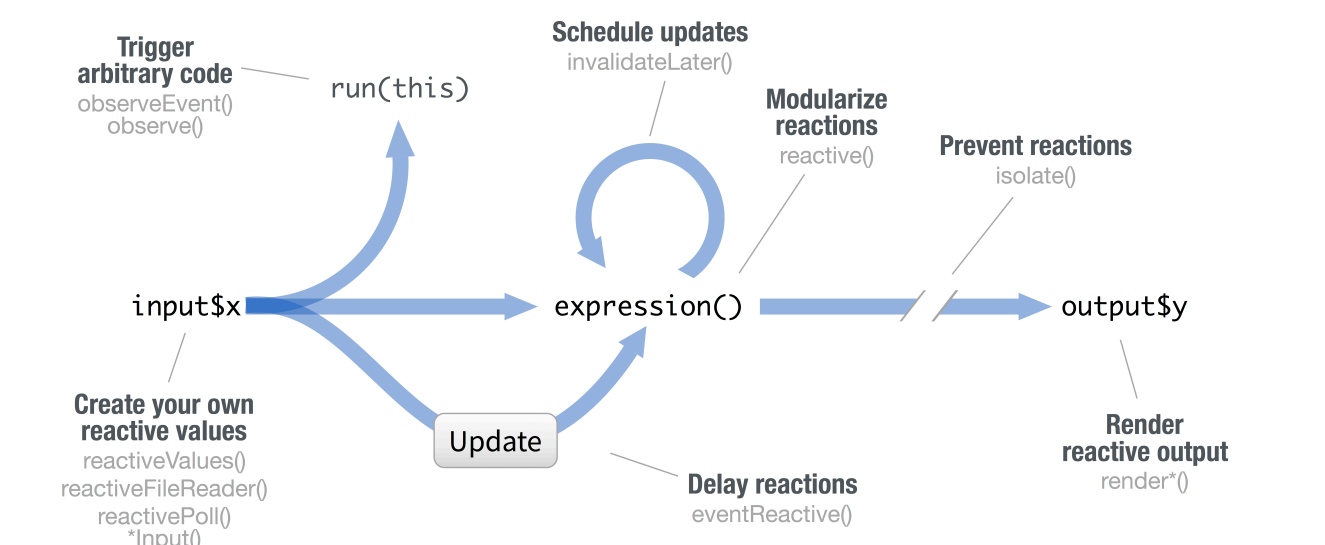 Trigger
arbitrary code
observeEvent()
observe()
run(this)
Schedule updates
invalidateLater()
Modularize
reactions
reactive()
Prevent reactions
isolate()
input$x
expression()
output$y
Create your own
reactive values
reactiveValues()
reactiveFileReader()
reactivePoll()
*Input()
Update
Delay reactions
eventReactive()
Render
reactive output
render*()